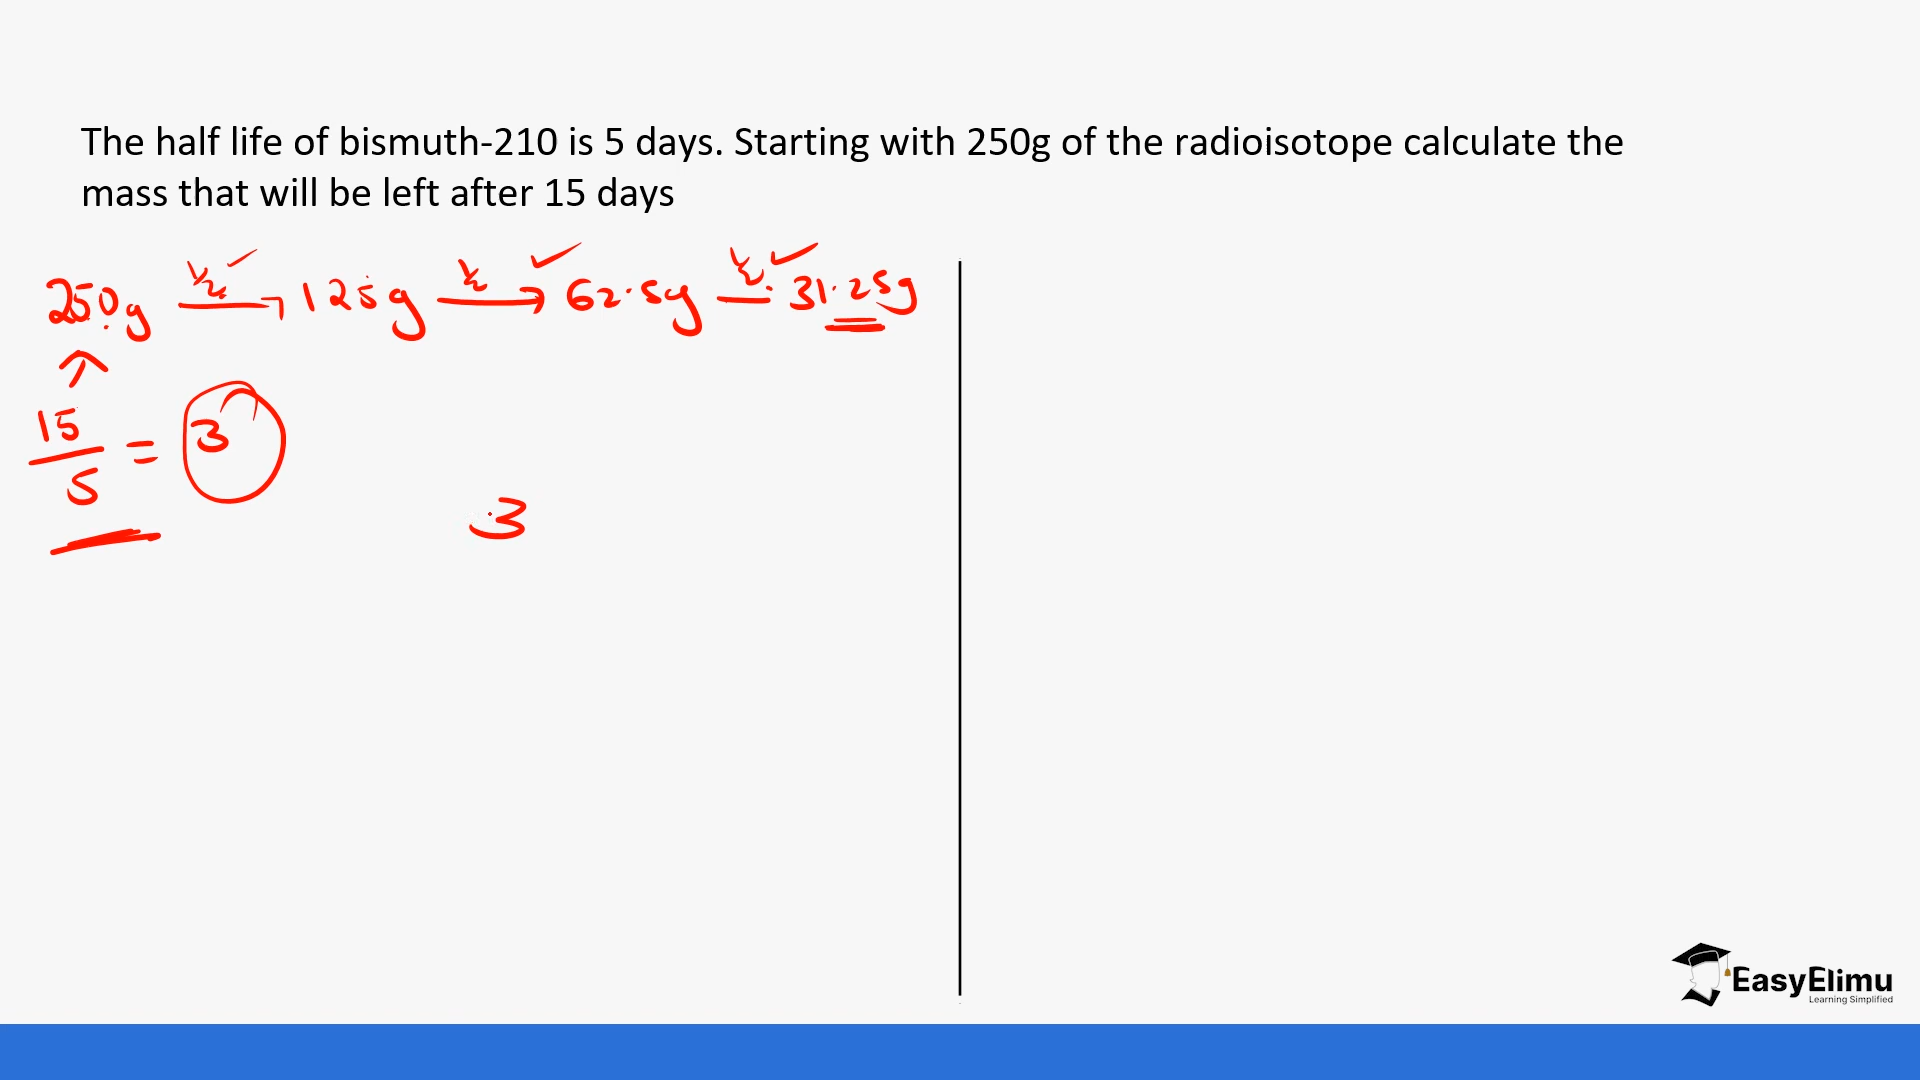 The half life of bismuth-210 is 5 days. Starting with 250g of the radioisotope calculate the
mass that will be left after 15 days
250g ½ ✓ → 125g ½ ✓ → 62.5g ½ ✓ 31.25g
15
5
= 3
3
EasyElimu
Learning Simplified